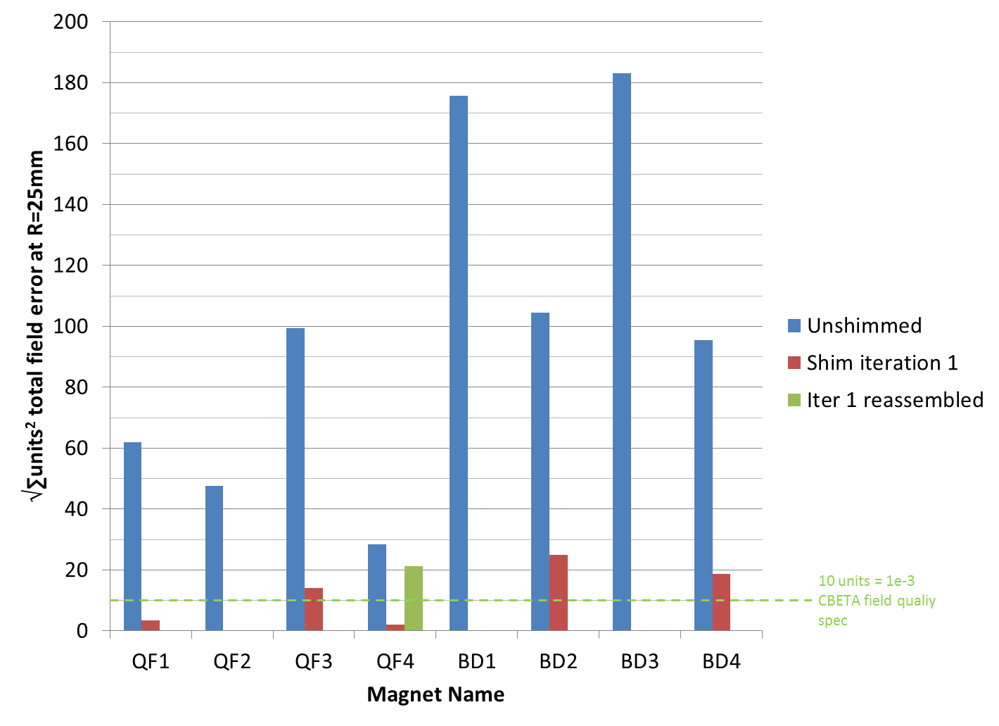 200
180
160
140
120
100
80
60
40
20
0
√∑units² total field error at R=25mm
QF1 QF2 QF3 QF4 BD1 BD2 BD3 BD4
Magnet Name
Unshimmed
Shim iteration 1
Iter 1 reassembled
10 units = 1e-3
CBETA field qualiy
spec